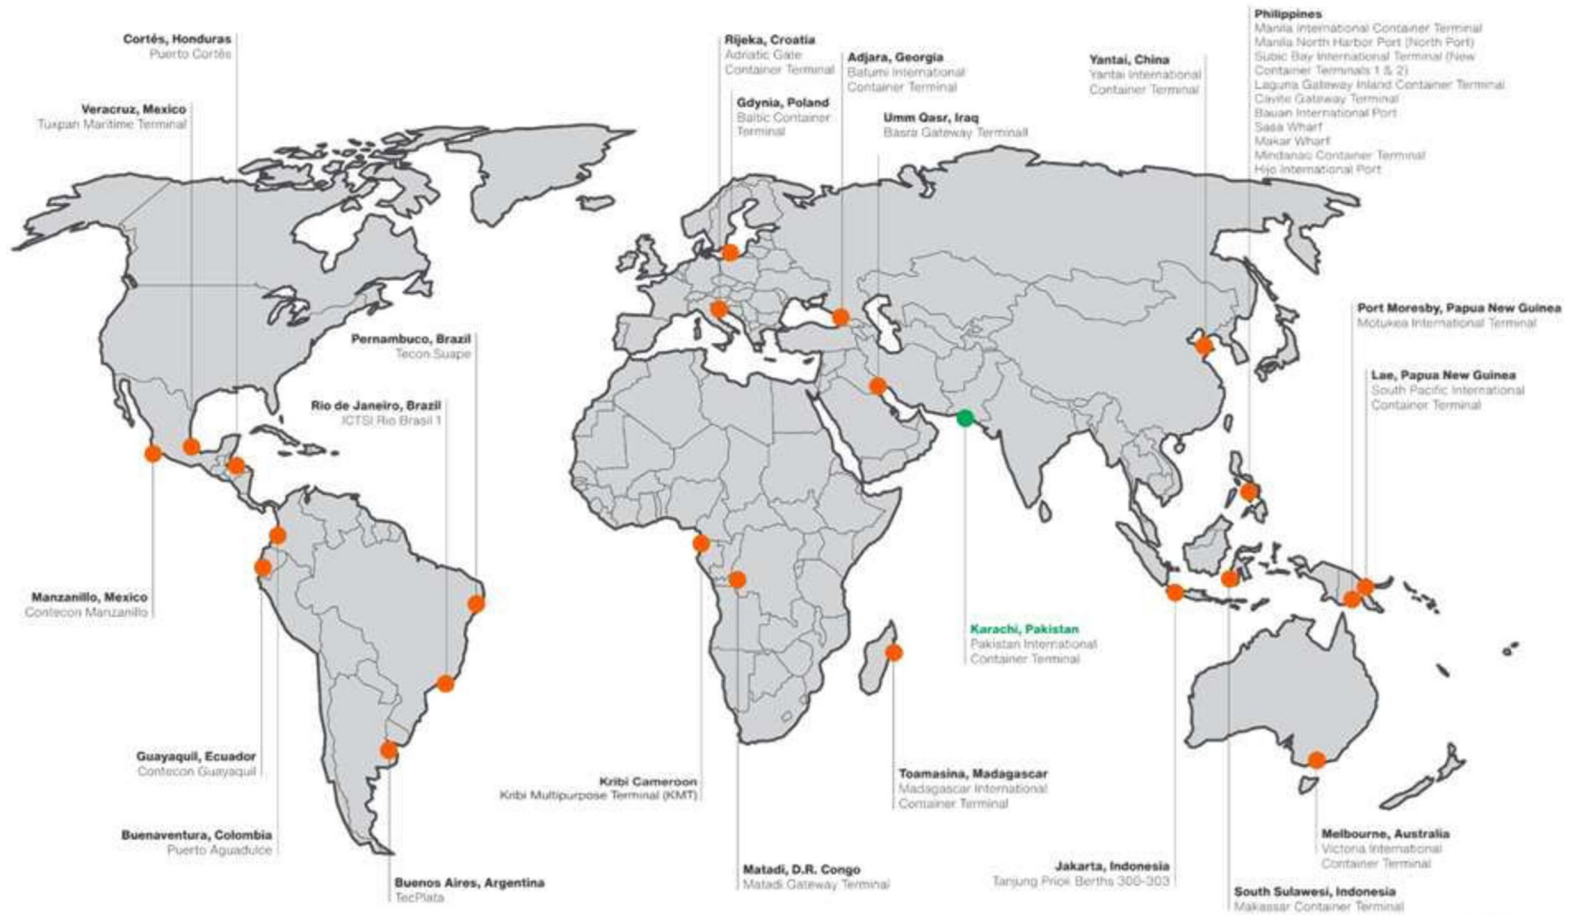 Cortés, Honduras
Puerto Cortés
Veracruz, Mexico
Tuxpan Maritime Terminal
Rijeka, Croatia
Adriatic Gate
Container Terminal
Gdynia, Poland
Baltic Container
Terminal
Adjara, Georgia
Batumi International
Container Terminal
Umm Qasr, Iraq
Basra Gateway Terminall
Yantai, China
Yantai International
Container Terminal
Philippines
Manila International Container Terminal
Manila North Harbor Port (North Port)
Subic Bay International Terminal (New
Container Terminals 1 & 2)
Laguna Gateway Inland Container Terminal
Cavite Gateway Terminal
Bauan International Port
Sasa Wharf
Makar Wharf
Mindanao Container Terminal
Hijo International Port
Port Moresby, Papua New Guinea
Motukea International Terminal
Lae, Papua New Guinea
South Pacific International
Container Terminal
Pernambuco, Brazil
Tecon Suape
Rio de Janeiro, Brazil
ICTSI Rio Brasil 1
Manzanillo, Mexico
Contecon Manzanillo
Guayaquil, Ecuador
Contecon Guayaquil
Buenaventura, Colombia
Puerto Aguadulce
Buenos Aires, Argentina
TecPlata
Kribi Cameroon
Kribi Multipurpose Terminal (KMT)
Matadi, D.R. Congo
Matadi Gateway Terminal
Toamasina, Madagascar
Madagascar International
Container Terminal
Karachi, Pakistan
Pakistan International
Container Terminal
Jakarta, Indonesia
Tanjung Priok Berths 300-303
South Sulawesi, Indonesia
Makassar Container Terminal
Melbourne, Australia
Victoria International
Container Terminal